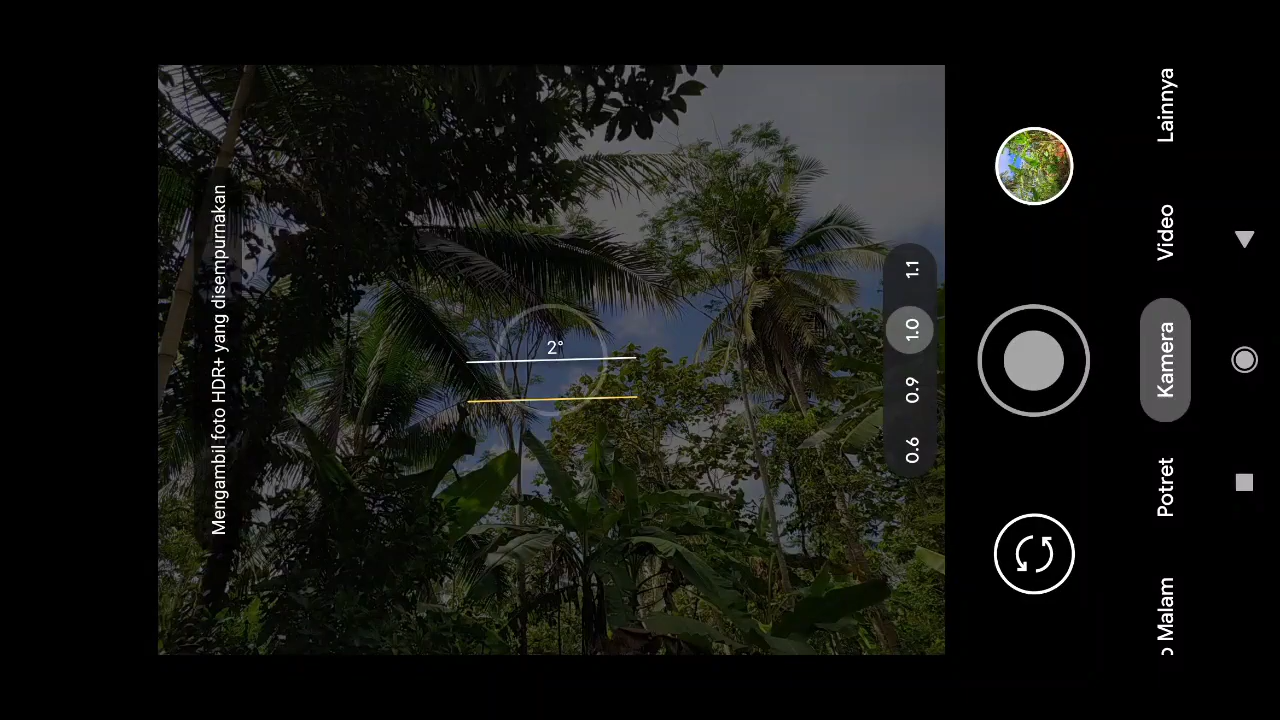 Mengambil foto HDR+ yang disempurnakan
2°
0.6
0.9
1.0
1.1
Malam
Potret
Kamera
Video
Lainnya